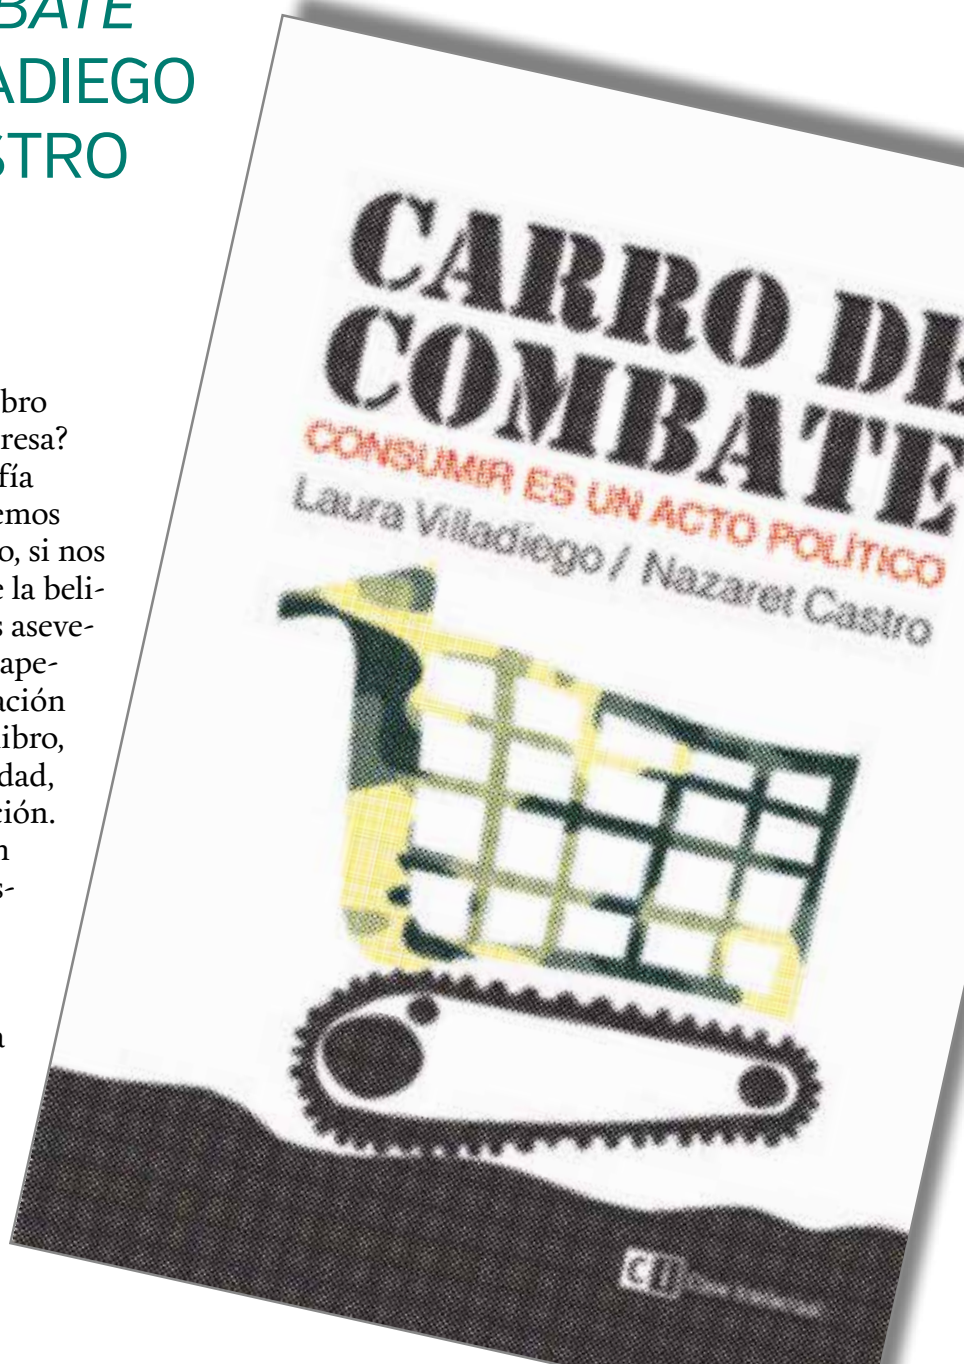 BATE
ADIEGO
STRO
bro
resa?
fía
emos
o, si nos
e la beli-
s aseve-
ape-
ación
libro,
dad,
ción.
n
s-
a
CARRO DE
COMBATE
CONSUMIR ES UN ACTO POLÍTICO
Laura Villadiego / Nazaret Castro